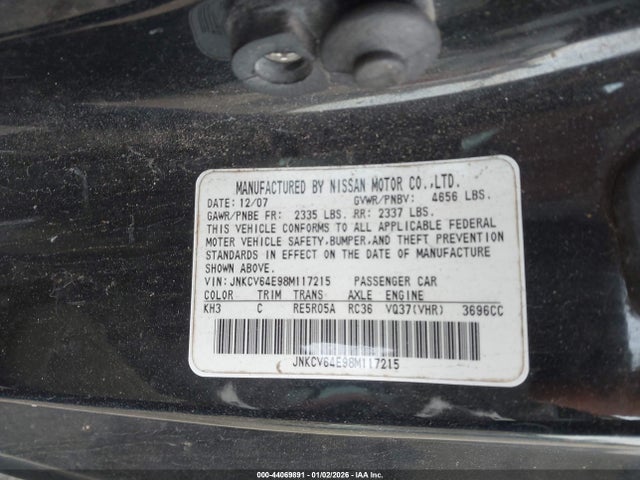 MANUFACTURED BY NISSAN MOTOR CO.,LTD.
DATE: 12/07 GVWR/PNBV: 4656 LBS.
GAWR/PNBE FR: 2335 LBS. RR: 2337 LBS.
THIS VEHICLE CONFORMS TO ALL APPLICABLE FEDERAL
MOTOR VEHICLE SAFETY, BUMPER, AND THEFT PREVENTION
STANDARDS IN EFFECT ON THE DATE OF MANUFACTURE
SHOWN ABOVE.
VIN: JNKCV64E98M117215 PASSENGER CAR
COLOR TRIM TRANS AXLE ENGINE
KH3 C RE5R05A RC36 VQ37(VHR) 3696CC
JNKCV64E98M117215
000-44069891 | 01/02/2026 - IAA Inc.